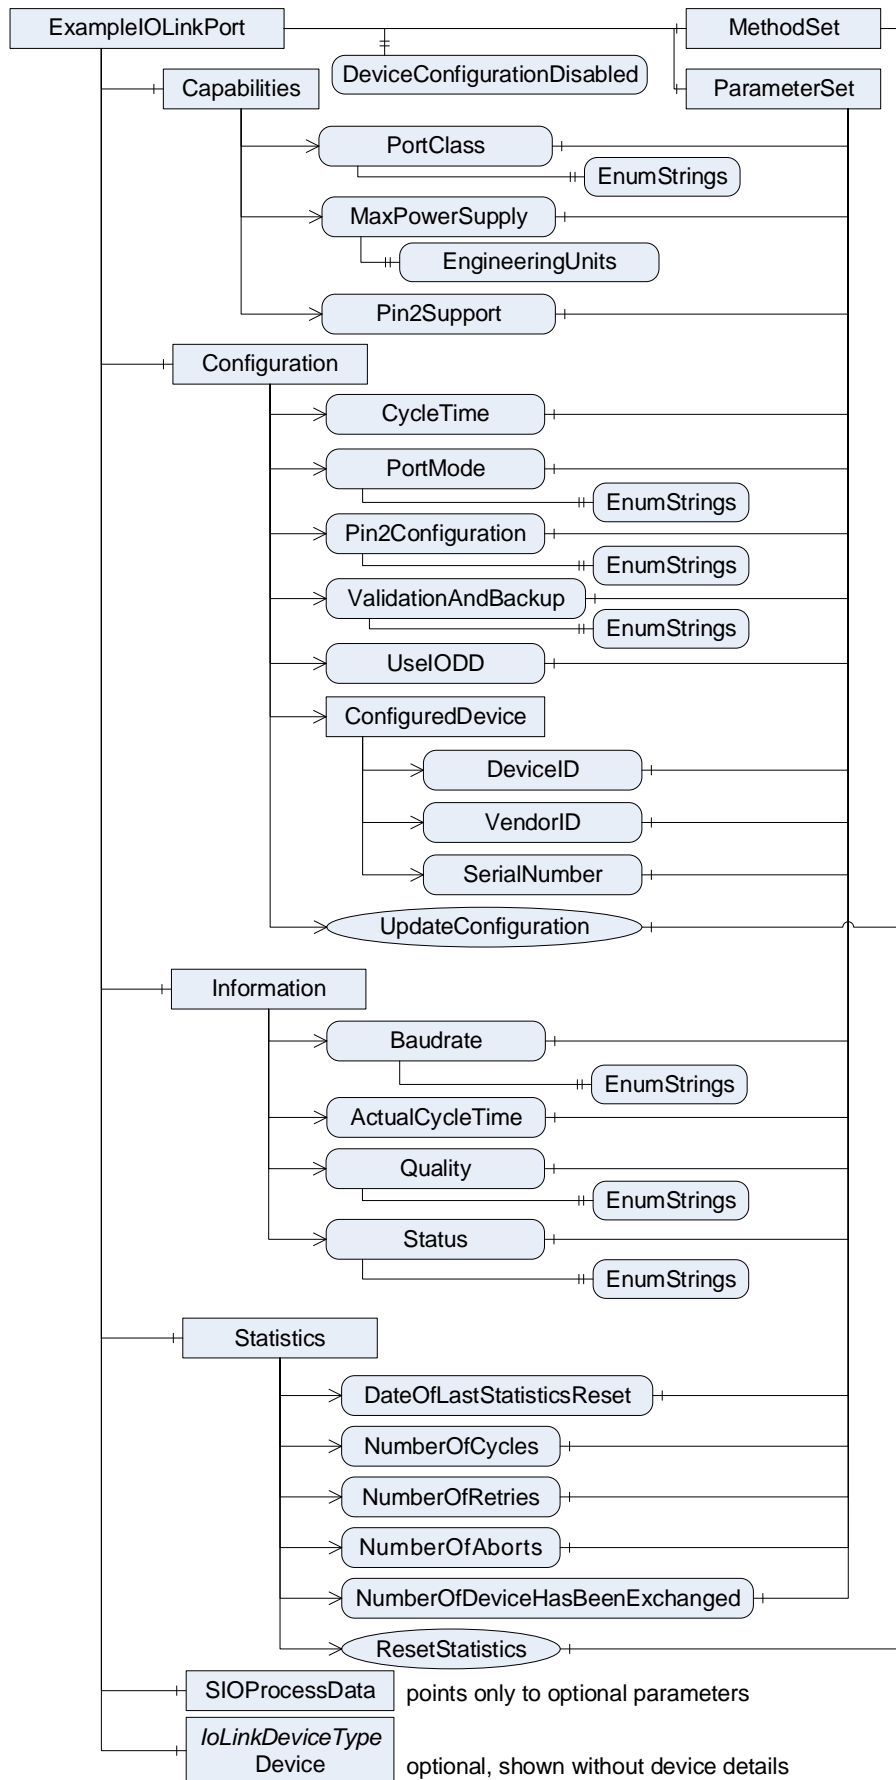 ExampleIOLinkPort
MethodSet
DeviceConfigurationDisabled
Capabilities
ParameterSet
PortClass
EnumStrings
MaxPowerSupply
EngineeringUnits
Pin2Support
Configuration
CycleTime
PortMode
EnumStrings
Pin2Configuration
EnumStrings
ValidationAndBackup
EnumStrings
UseIODD
ConfiguredDevice
DeviceID
VendorID
SerialNumber
UpdateConfiguration
Information
Baudrate
EnumStrings
ActualCycleTime
Quality
EnumStrings
Status
EnumStrings
Statistics
DateOfLastStatisticsReset
NumberOfCycles
NumberOfRetries
NumberOfAborts
NumberOfDeviceHasBeenExchanged
ResetStatistics
SIOProcessData points only to optional parameters
IoLinkDeviceType
Device optional, shown without device details